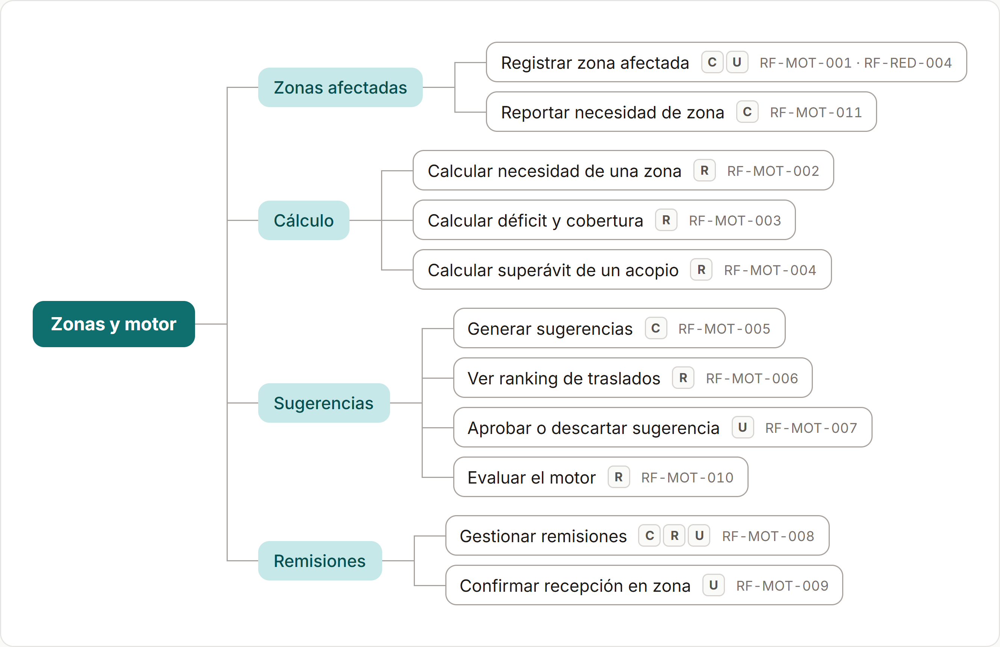 Zonas y motor
Zonas afectadas
Registrar zona afectada C U RF-MOT-001 · RF-RED-004
Reportar necesidad de zona C RF-MOT-011
Cálculo
Calcular necesidad de una zona R RF-MOT-002
Calcular déficit y cobertura R RF-MOT-003
Calcular superávit de un acopio R RF-MOT-004
Sugerencias
Generar sugerencias C RF-MOT-005
Ver ranking de traslados R RF-MOT-006
Aprobar o descartar sugerencia U RF-MOT-007
Evaluar el motor R RF-MOT-010
Remisiones
Gestionar remisiones C R U RF-MOT-008
Confirmar recepción en zona U RF-MOT-009